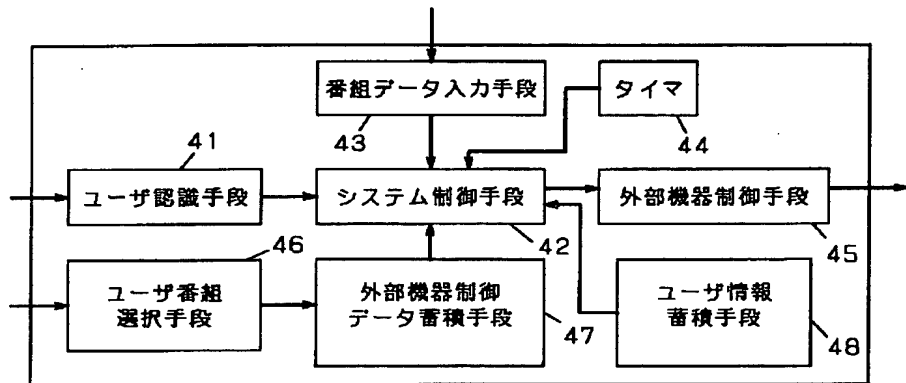 番組データ入力手段
タイマ
43
44
41
ユーザ認識手段
システム制御手段
外部機器制御手段
42
45
46
ユーザ番組
選択手段
外部機器制御
データ蓄積手段
47
ユーザ情報
蓄積手段
48